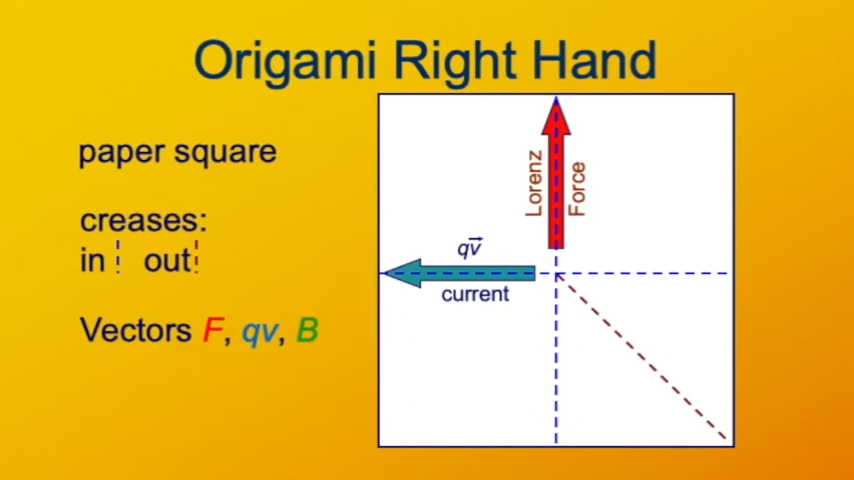 Origami Right Hand
paper square
creases:
in out
Vectors F, qv, B
Lorenz
Force
qv⃗
current